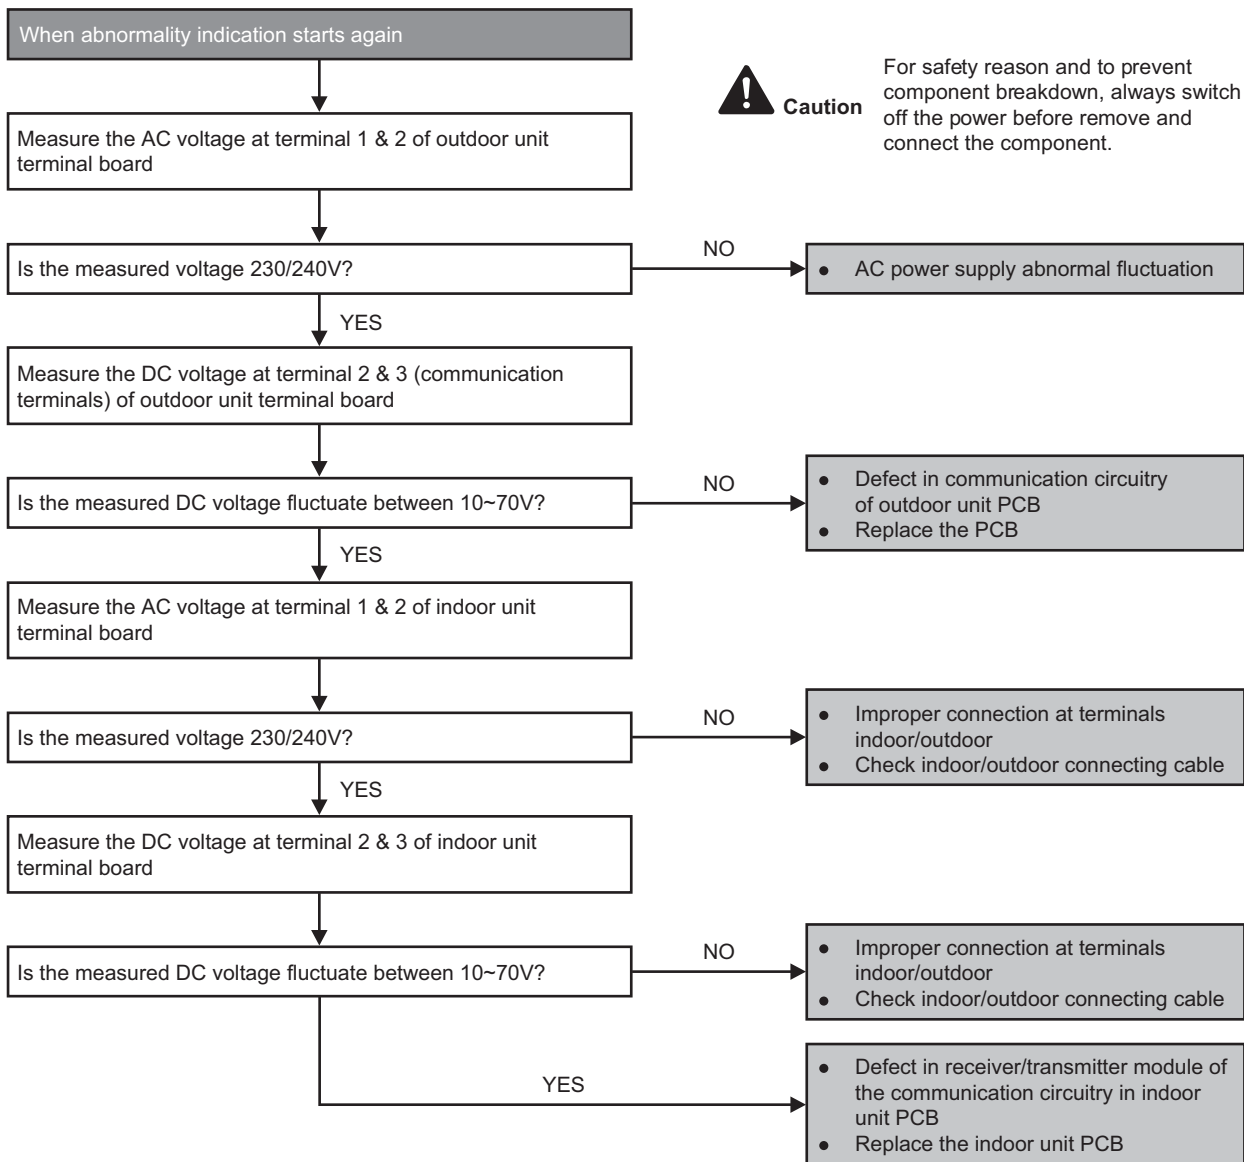 When abnormality indication starts again
Caution
For safety reason and to prevent
component breakdown, always switch
off the power before remove and
connect the component.
Measure the AC voltage at terminal 1 & 2 of outdoor unit
terminal board
Is the measured voltage 230/240V?
NO
● AC power supply abnormal fluctuation
YES
Measure the DC voltage at terminal 2 & 3 (communication
terminals) of outdoor unit terminal board
Is the measured DC voltage fluctuate between 10~70V?
NO
● Defect in communication circuitry
of outdoor unit PCB
● Replace the PCB
YES
Measure the AC voltage at terminal 1 & 2 of indoor unit
terminal board
Is the measured voltage 230/240V?
NO
● Improper connection at terminals
indoor/outdoor
● Check indoor/outdoor connecting cable
YES
Measure the DC voltage at terminal 2 & 3 of indoor unit
terminal board
Is the measured DC voltage fluctuate between 10~70V?
NO
● Improper connection at terminals
indoor/outdoor
● Check indoor/outdoor connecting cable
YES
● Defect in receiver/transmitter module of
the communication circuitry in indoor
unit PCB
● Replace the indoor unit PCB